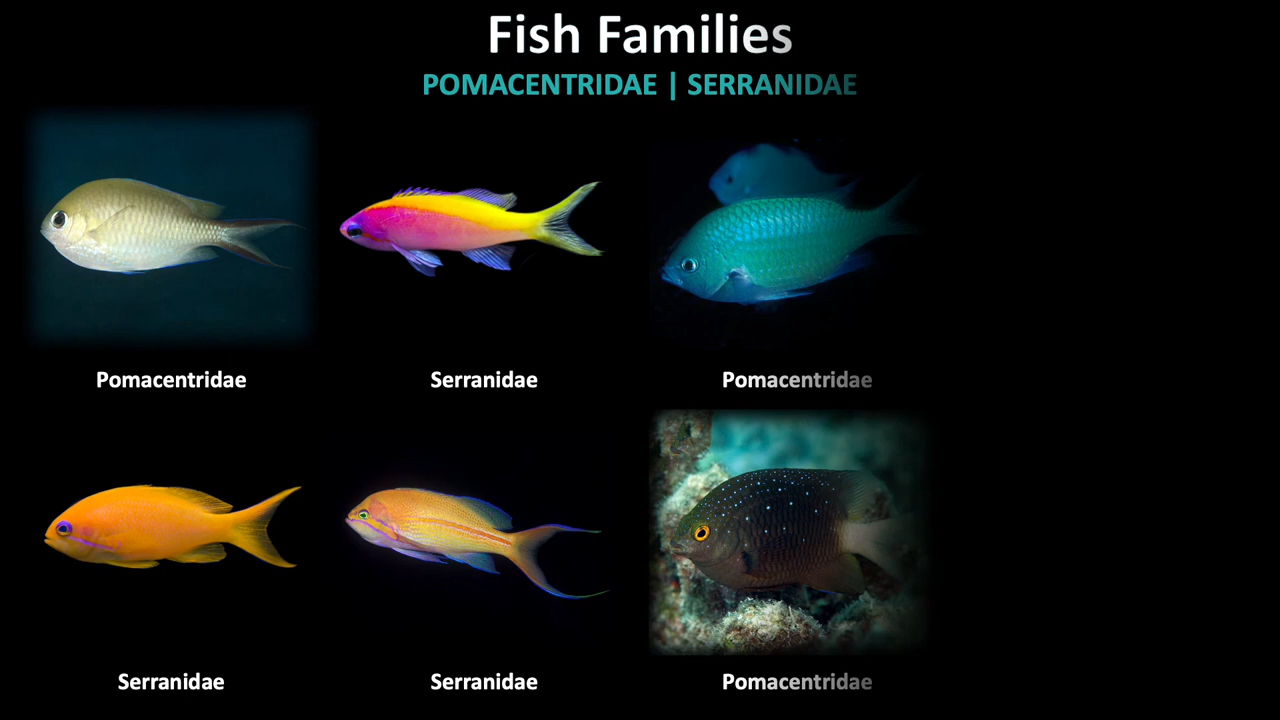 Fish Families
POMACENTRIDAE | SERRANIDAE
Pomacentridae
Serranidae
Pomacentridae
Serranidae
Serranidae
Pomacentridae